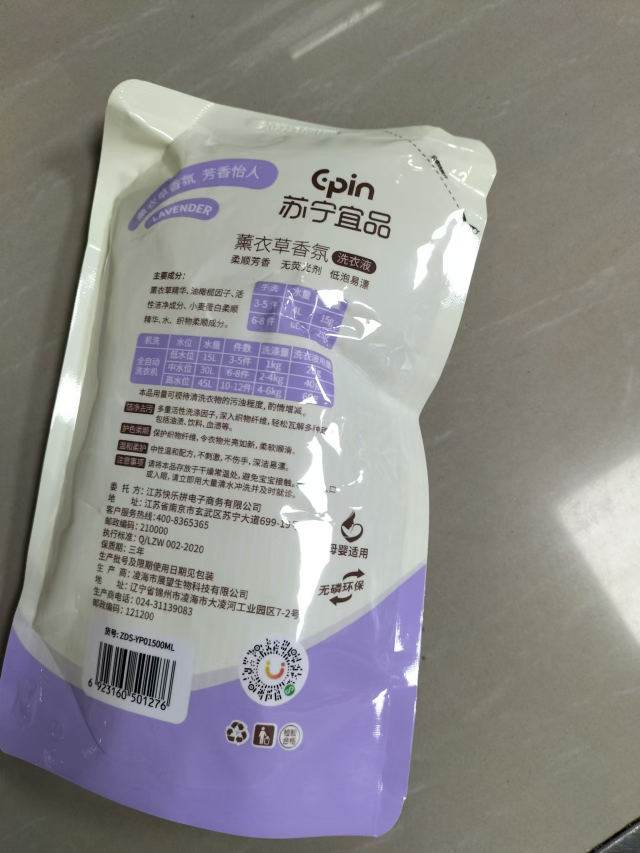 薰衣草香氛 芳香怡人
LAVENDER
Epin
苏宁宜品
薰衣草香氛 洗衣液
柔顺芳香 无荧光剂 低泡易漂
主要成分:
薰衣草精华、油橄榄因子、活
性洁净成分、小麦蛋白柔顺
精华、水、织物柔顺成分。
手洗 水量
3-5件 15g
6-8件
机洗 水位 水量 件数 洗涤量 洗衣液用量
全自动洗衣机 低水位 15L 3-5件 1kg
中水位 30L 6-8件 2-4kg 40
高水位 45L 10-12件 4-6kg
本品用量可视待清洗衣物的污浊程度,酌情增减。
洁净去污 多重活性洗涤因子,深入织物纤维,轻松瓦解多种
包括油渍、饮料、血渍等。
护色柔顺 保护织物纤维,令衣物光亮如新,柔软顺滑。
温和柔护 中性温和配方,不刺激,不伤手,深洁易漂。
注意事项 请将本品存放于干燥常温处,避免宝宝接触,
或入眼,请立即用大量清水冲洗并及时就诊。
委 托 方:江苏快乐拼电子商务有限公司
地 址:江苏省南京市玄武区苏宁大道699-19
客户服务热线:400-8365365
邮政编码:210000
执行标准:Q/LZW 002-2020
保质期:三年
生产批号及限期使用日期见包装
生 产 商:凌海市展望生物科技有限公司
地 址:辽宁省锦州市凌海市大凌河工业园区7-2号
生产商电话:024-31139083
邮政编码:121200
母婴适用
无磷环保
货号: ZDS-YP01500ML
6 923160 501276